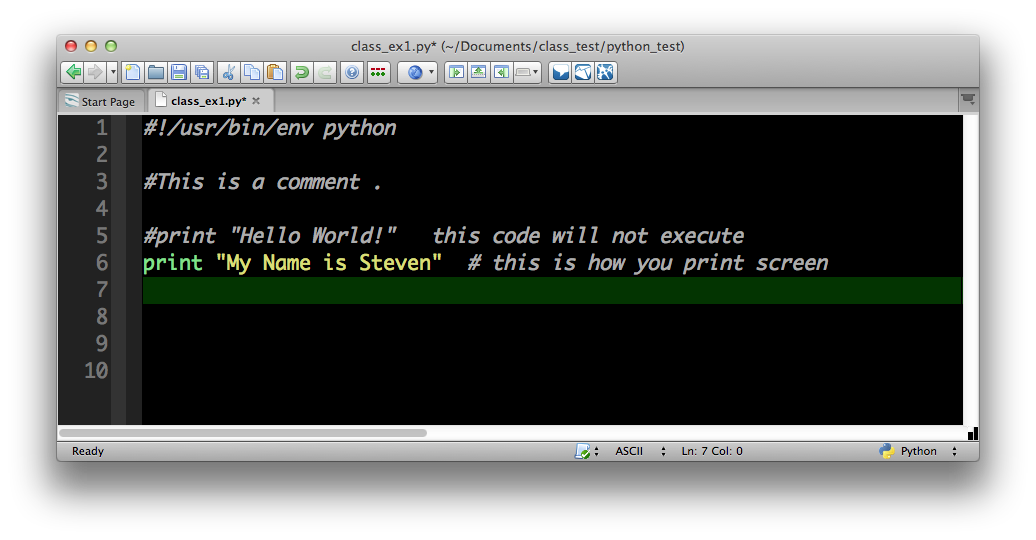 class_ex1.py* (~/Documents/class_test/python_test)
Start Page
class_ex1.py*
1 #!/usr/bin/env python
2
3 #This is a comment .
4
5 #print "Hello World!"   this code will not execute
6 print "My Name is Steven"  # this is how you print screen
7
8
9
10
Ready
ASCII
Ln: 7 Col: 0
Python